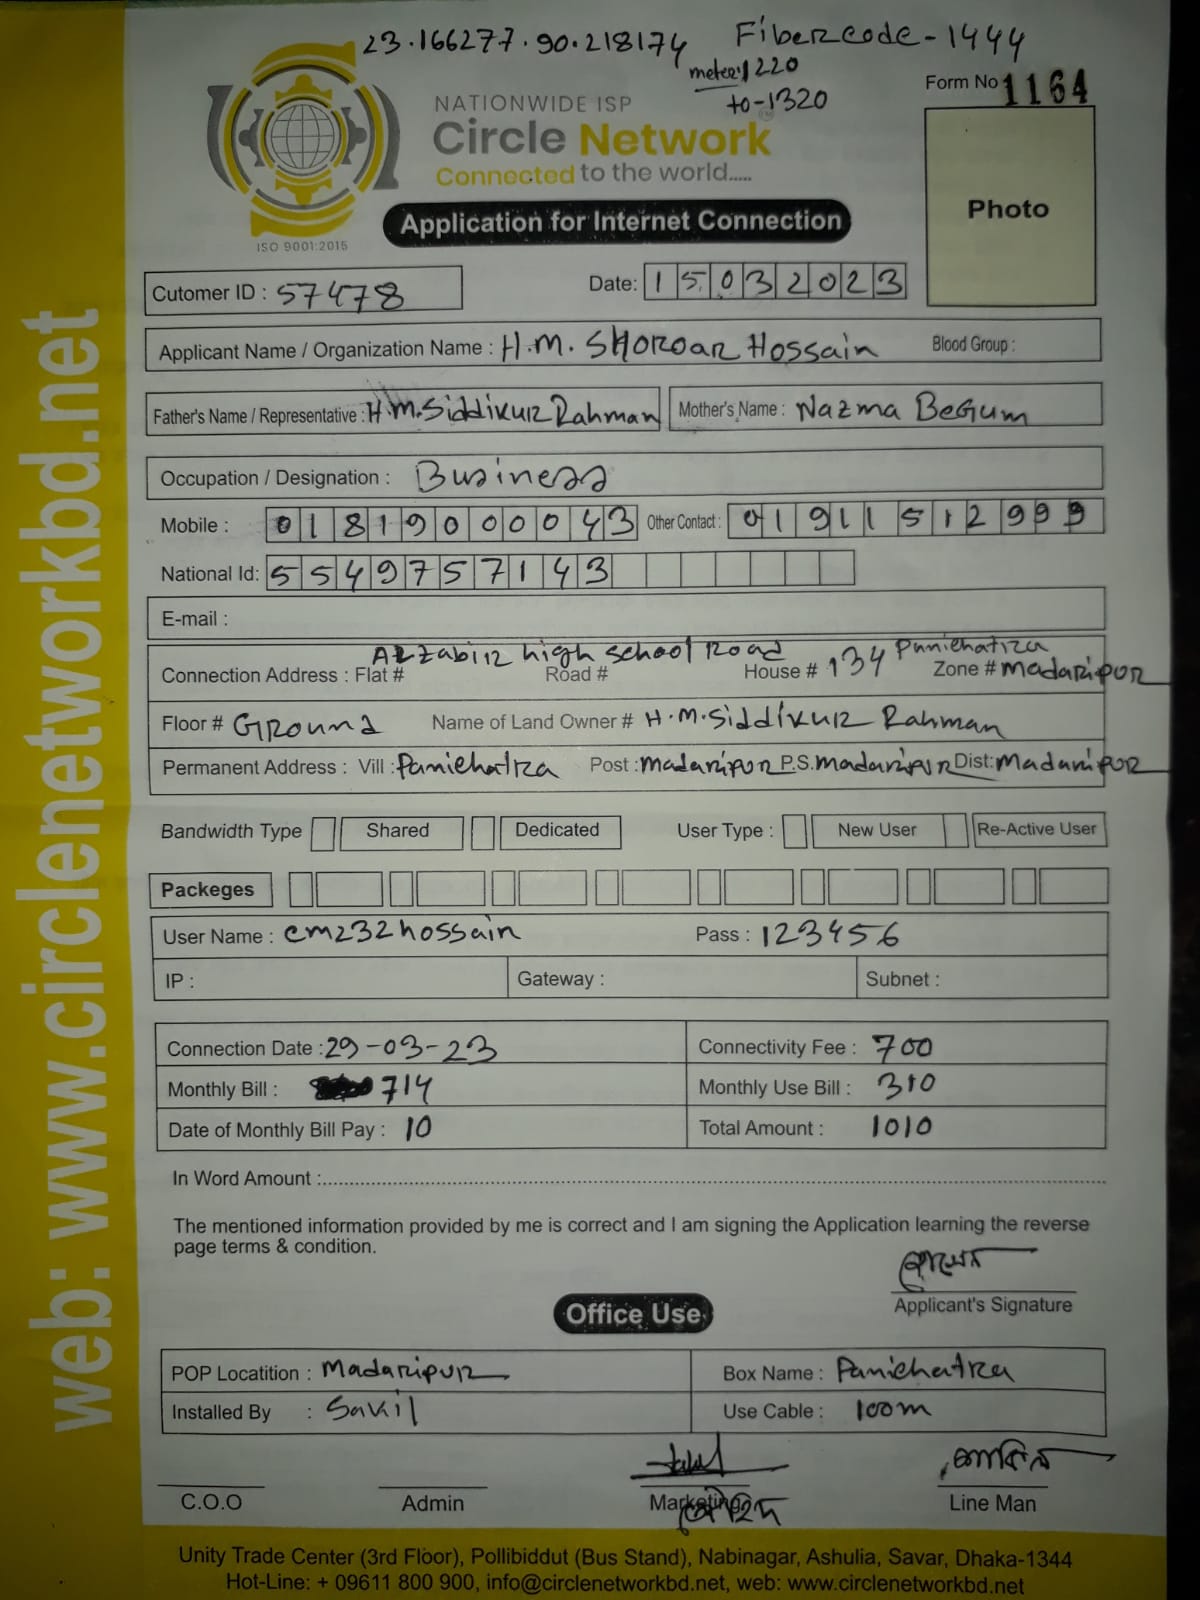 23.166277.90.218174 Fibercode-1444
meter 1220
to-1320
Form No 1164
NATIONWIDE ISP
Circle Network
Connected to the world.....
ISO 9001:2015
Application for Internet Connection
Photo
Cutomer ID : 57478 Date: 15032023
Applicant Name / Organization Name : H.M. SHOROAR Hossain Blood Group :
Father's Name / Representative : H.M. Siddikur Rahman Mother's Name : Nazma BeGum
Occupation / Designation : Business
Mobile : 01819000043 Other Contact : 01911512999
National Id: 5549757143
E-mail :
ALZabir high school Road Panichatra
Connection Address : Flat # Road # House # 134 Zone # madaripur
Floor # Ground Name of Land Owner # H.M. Siddikur Rahman
Permanent Address : Vill : Panichatra Post : madaripur P.S. madaripur Dist: Madaripur
Bandwidth Type Shared Dedicated User Type : New User Re-Active User
Packeges
User Name : cm232hossain Pass : 123456
IP : Gateway : Subnet :
Connection Date : 29-03-23 Connectivity Fee : 700
Monthly Bill : 714 Monthly Use Bill : 310
Date of Monthly Bill Pay : 10 Total Amount : 1010
In Word Amount :
The mentioned information provided by me is correct and I am signing the Application learning the reverse
page terms & condition.
Applicant's Signature
Office Use
POP Locatition : Madaripur Box Name : Panichatra
Installed By : Sakil Use Cable : 100m
C.O.O Admin Marketing Line Man
Unity Trade Center (3rd Floor), Pollibiddut (Bus Stand), Nabinagar, Ashulia, Savar, Dhaka-1344
Hot-Line: + 09611 800 900, info@circlenetworkbd.net, web: www.circlenetworkbd.net
web: www.circlenetworkbd.net